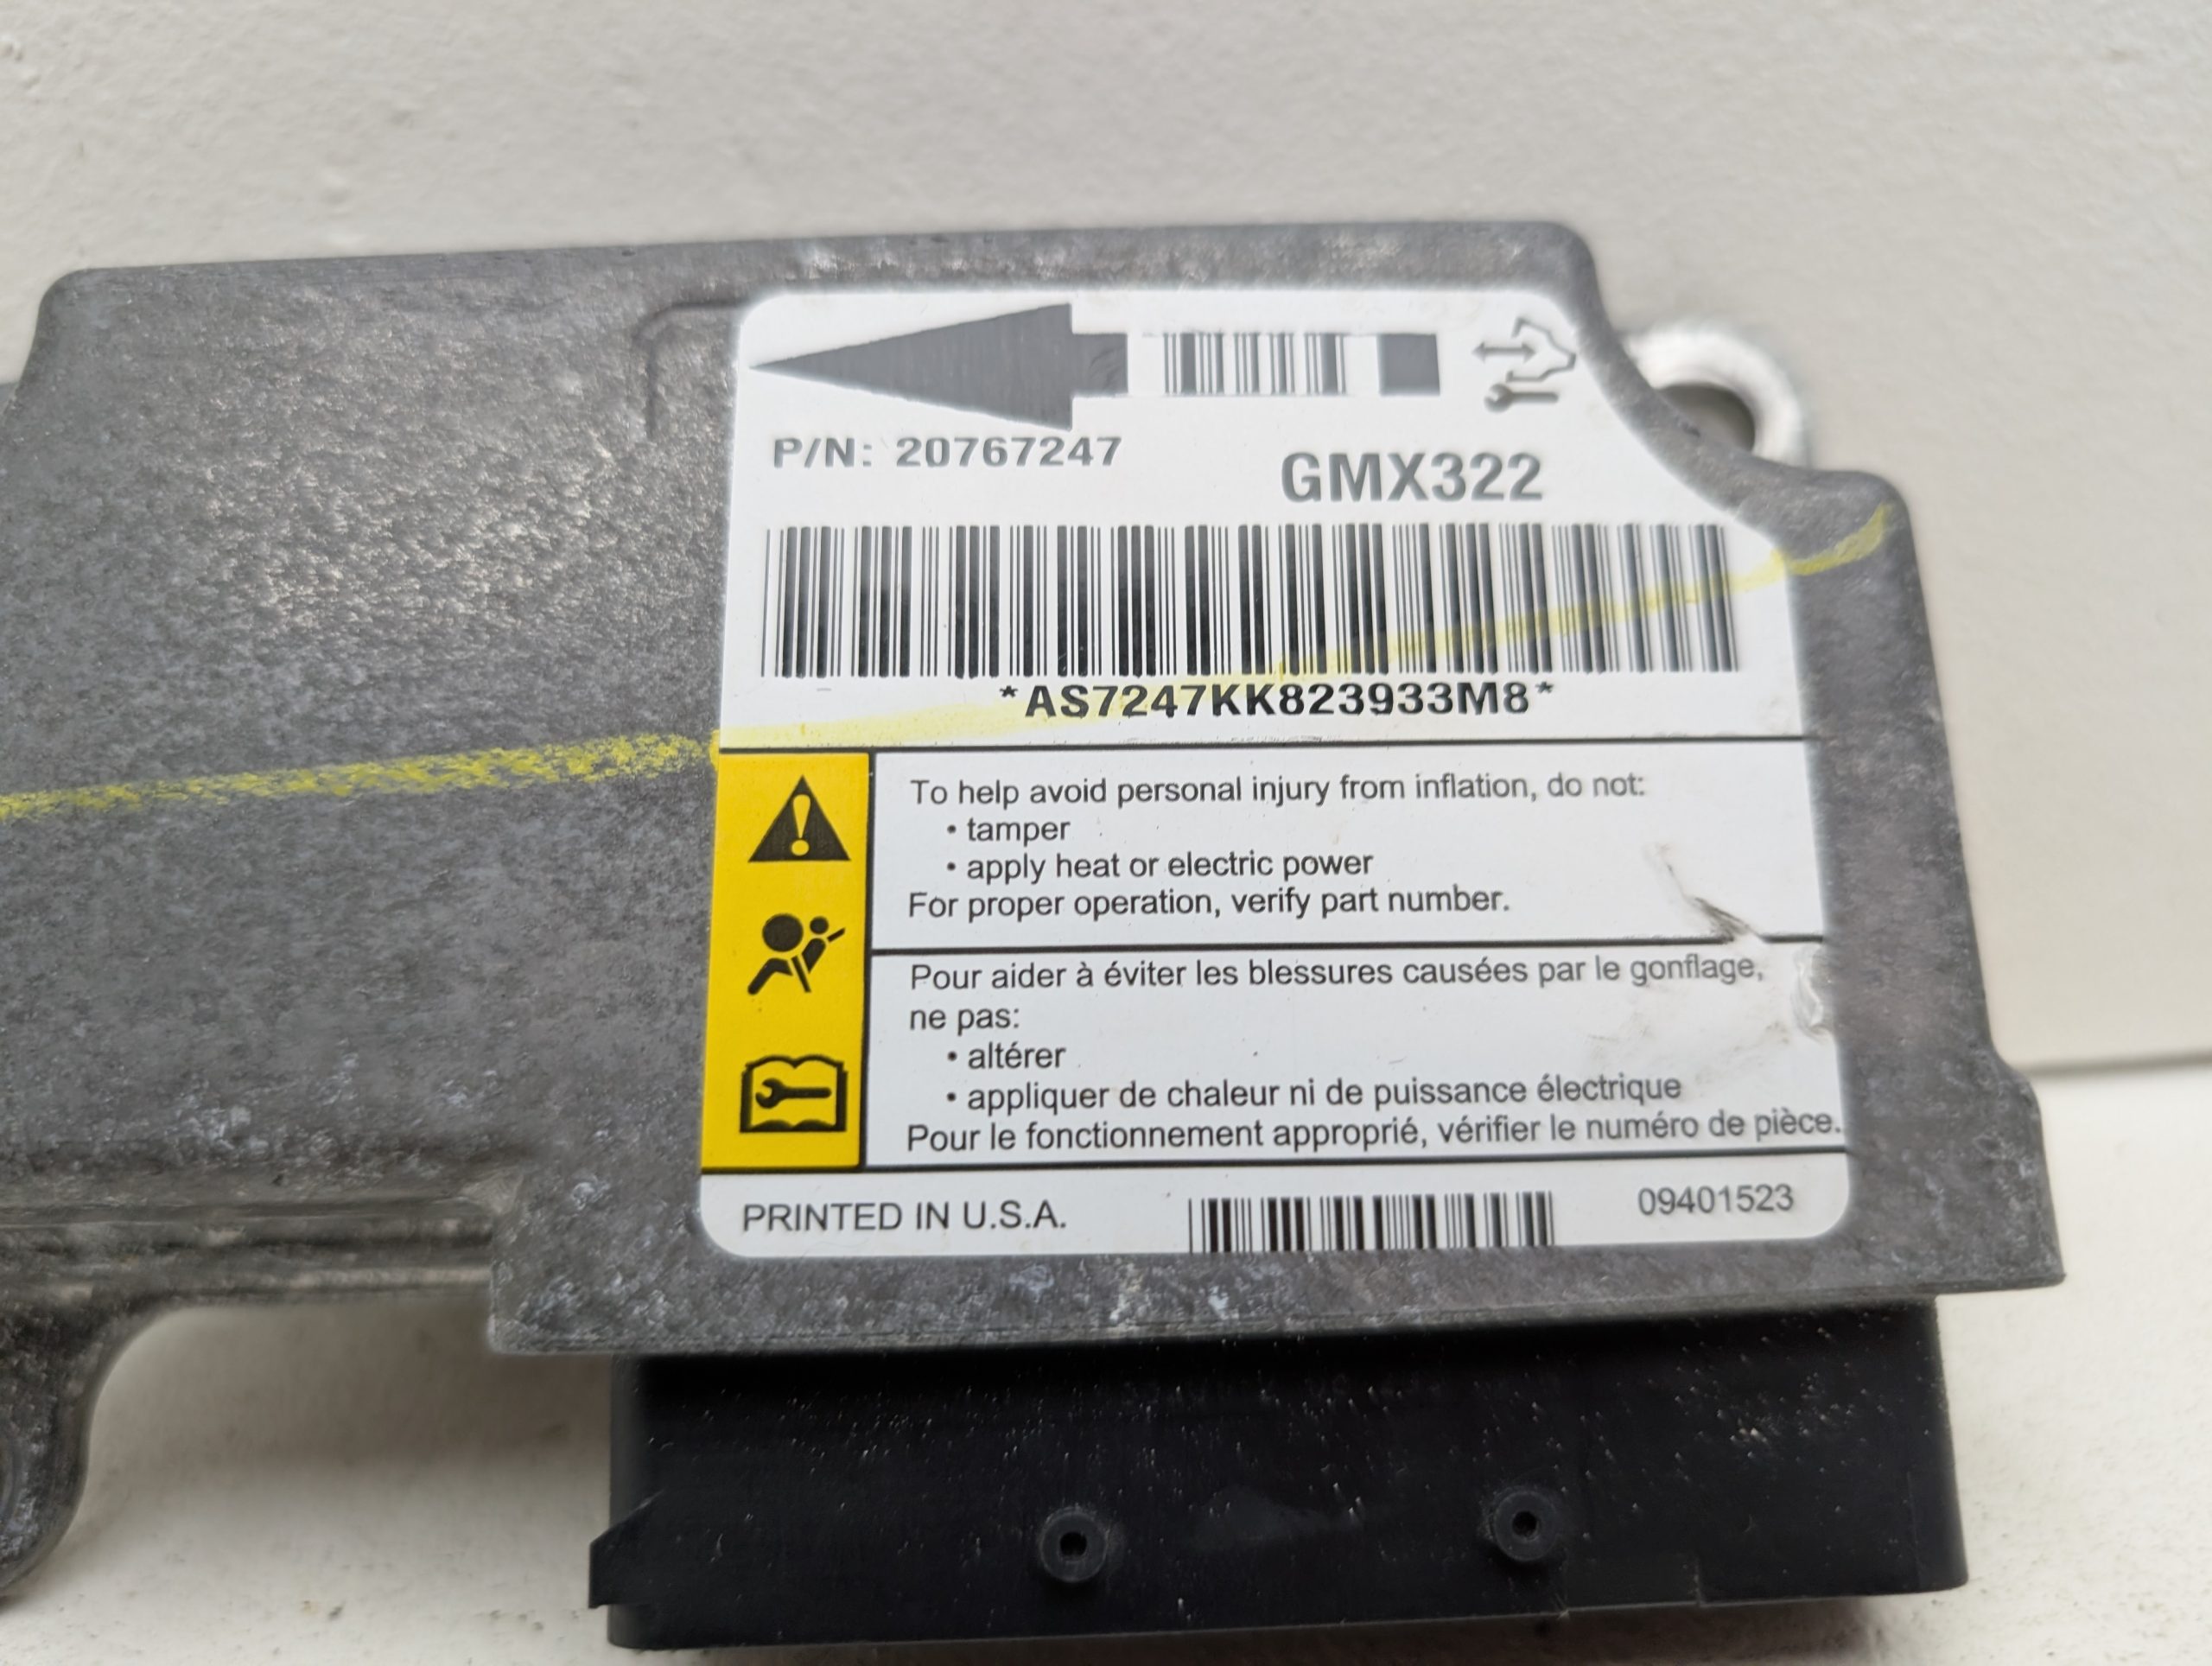 P/N: 20767247
GMX322
*AS7247KK823933M8*
To help avoid personal injury from inflation, do not:
• tamper
• apply heat or electric power
For proper operation, verify part number.
Pour aider à éviter les blessures causées par le gonflage,
ne pas:
• altérer
• appliquer de chaleur ni de puissance électrique
Pour le fonctionnement approprié, vérifier le numéro de pièce.
PRINTED IN U.S.A.
09401523